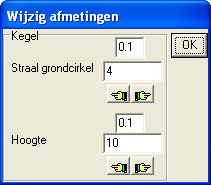 Wijzig afmetingen
Kegel
0.1
OK
Straal grondcirkel
4
0.1
Hoogte
10